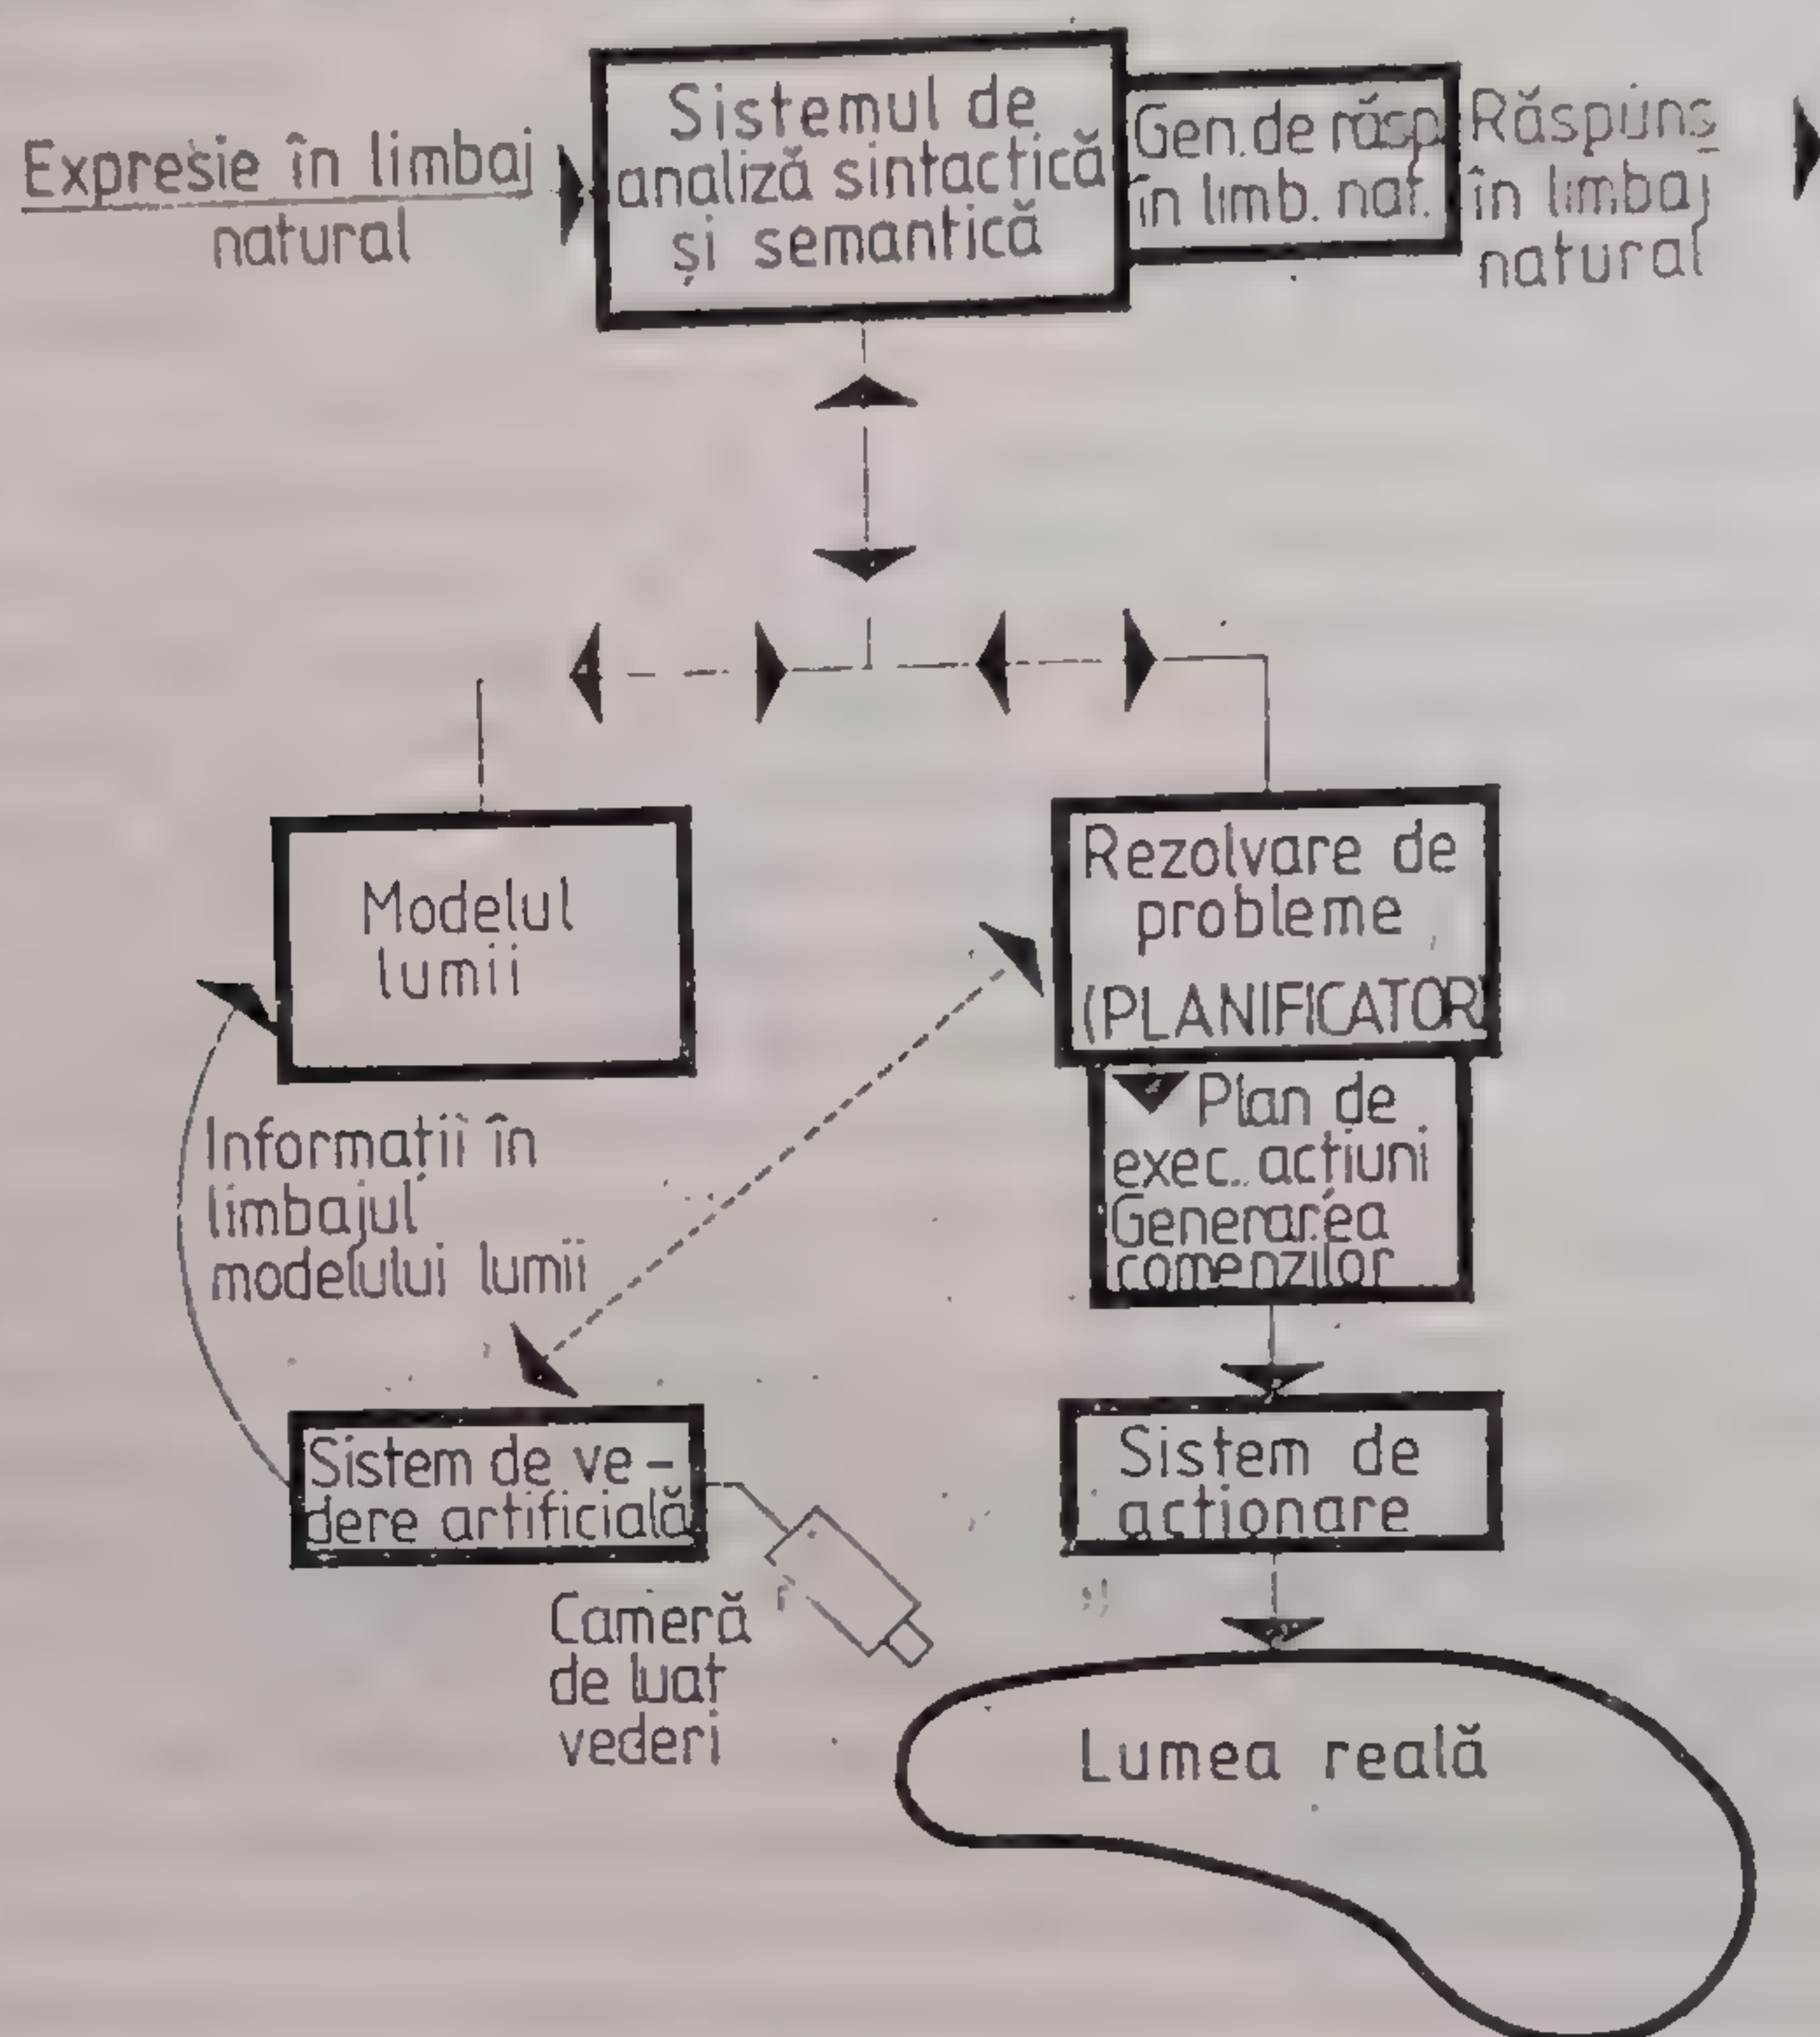 Expresie în limbaj
natural
Sistemul de
analiză sintactică
și semantică
Gen. de răsp.
în limb. nat.
Răspuns
în limbaj
natural
Modelul
lumii
Rezolvare de
probleme
(PLANIFICATOR)
Plan de
exec. acțiuni
Generarea
comenzilor
Informații în
limbajul
modelului lumii
Sistem de ve-
dere artificială
Sistem de
acționare
Cameră
de luat
vederi
Lumea reală